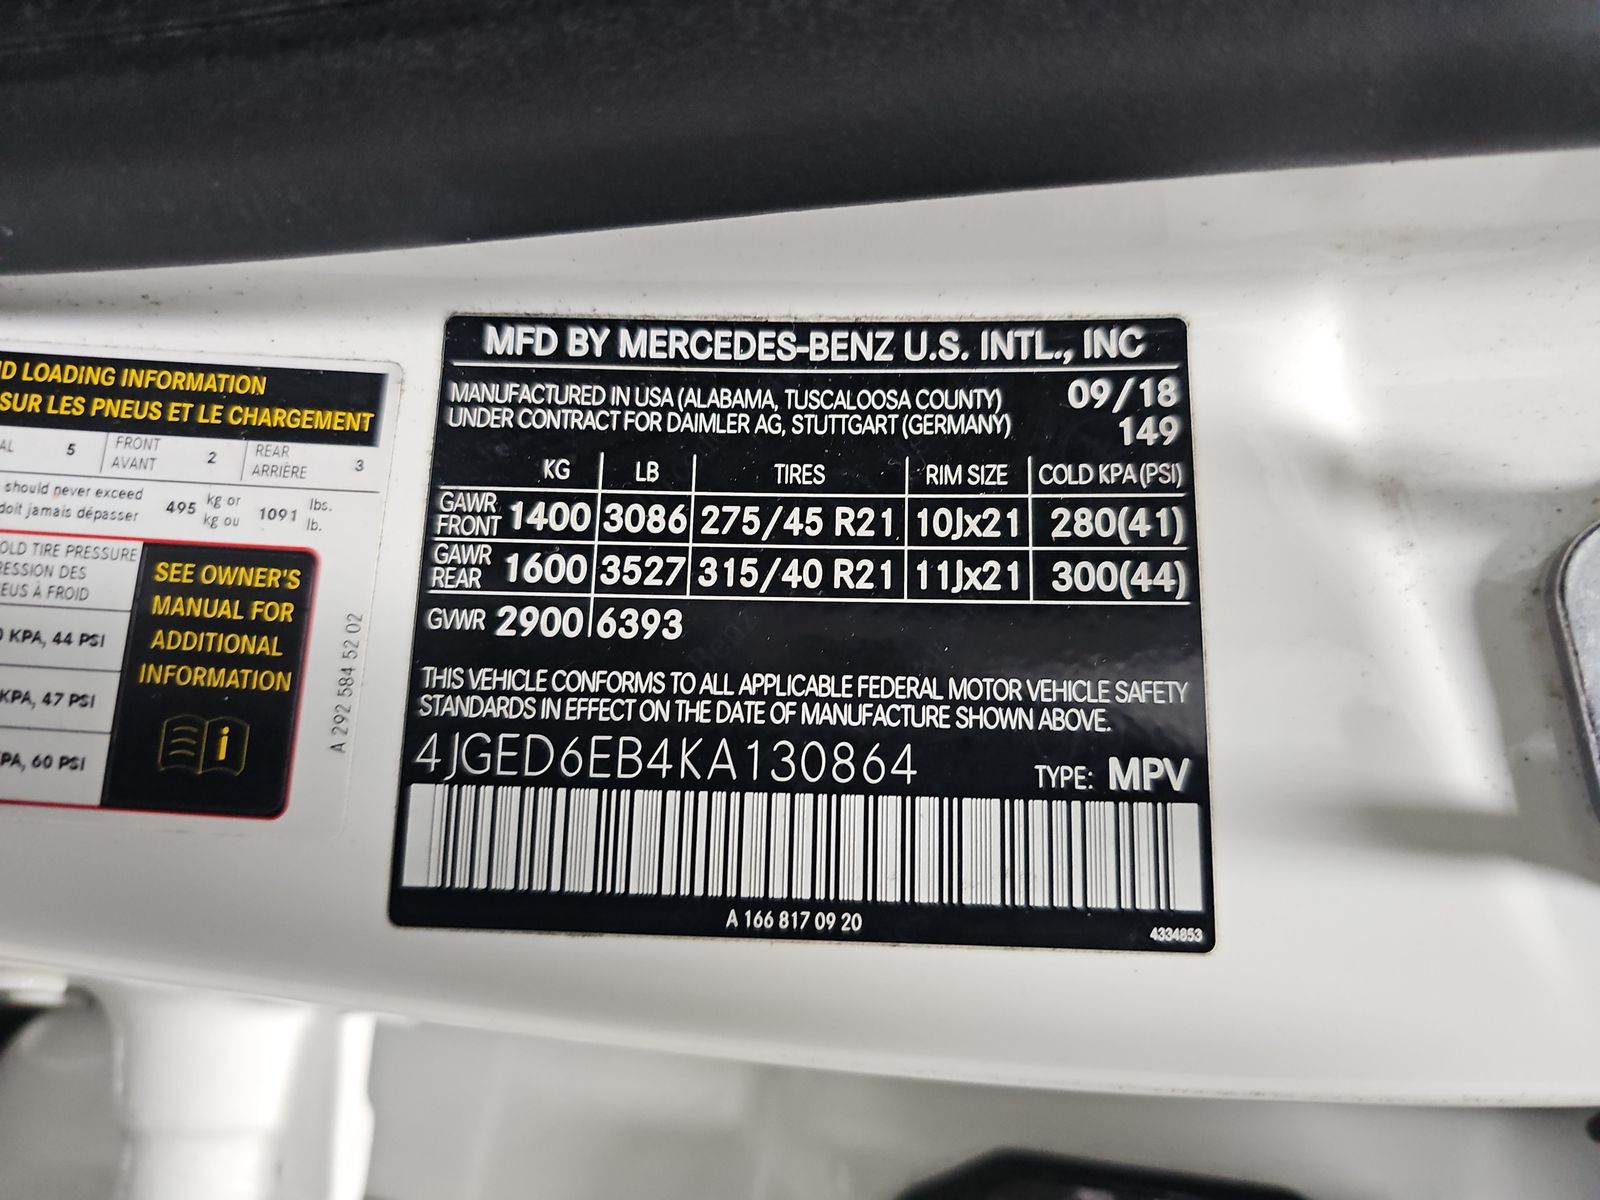 D LOADING INFORMATION
SUR LES PNEUS ET LE CHARGEMENT
AL 5 FRONT AVANT 2 REAR ARRIÈRE 3
should never exceed 495 kg or 1091 lbs.
doit jamais dépasser kg ou lb.
OLD TIRE PRESSURE
ESSION DES
EUS À FROID
KPA, 44 PSI
KPA, 47 PSI
PA, 60 PSI
SEE OWNER'S
MANUAL FOR
ADDITIONAL
INFORMATION
i
A 292 584 52 02
MFD BY MERCEDES-BENZ U.S. INTL., INC
MANUFACTURED IN USA (ALABAMA, TUSCALOOSA COUNTY) 09/18
UNDER CONTRACT FOR DAIMLER AG, STUTTGART (GERMANY) 149
KG LB TIRES RIM SIZE COLD KPA (PSI)
GAWR FRONT 1400 3086 275/45 R21 10Jx21 280(41)
GAWR REAR 1600 3527 315/40 R21 11Jx21 300(44)
GVWR 2900 6393
THIS VEHICLE CONFORMS TO ALL APPLICABLE FEDERAL MOTOR VEHICLE SAFETY
STANDARDS IN EFFECT ON THE DATE OF MANUFACTURE SHOWN ABOVE.
4JGED6EB4KA130864 TYPE: MPV
A 166 817 09 20
4334853